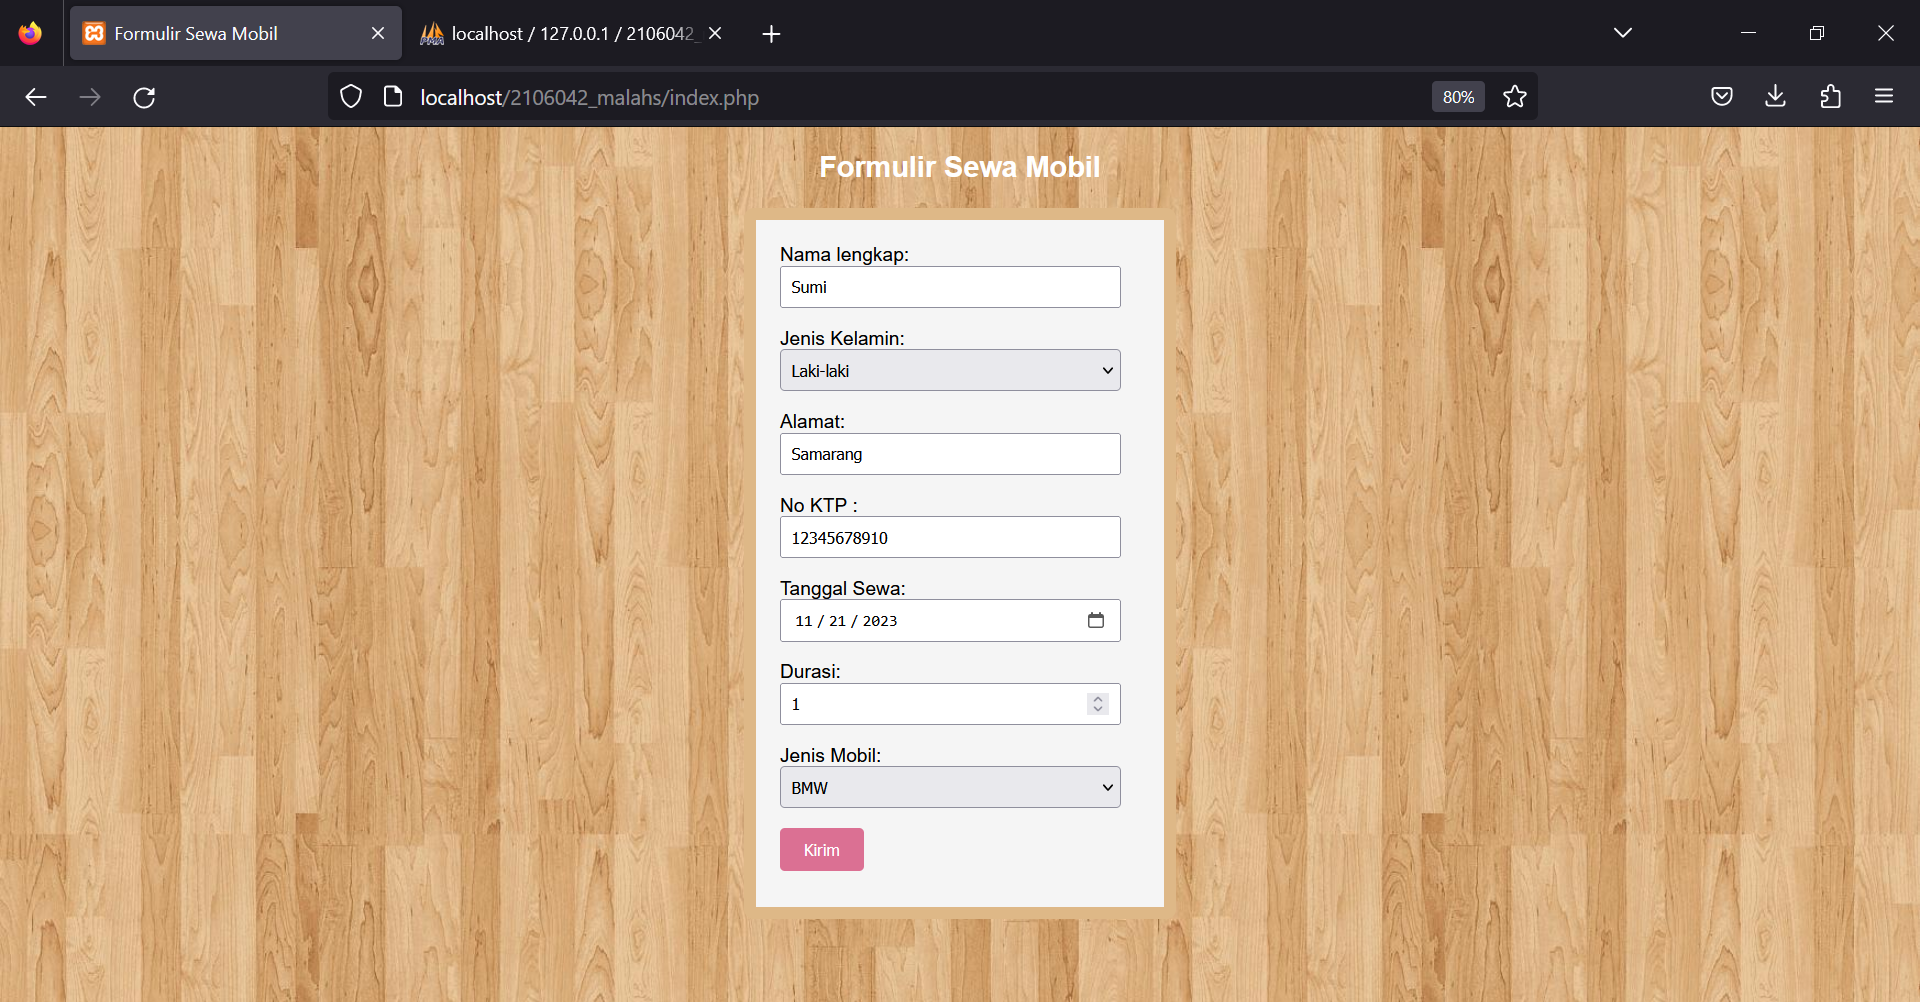 Formulir Sewa Mobil
localhost / 127.0.0.1 / 2106042_
localhost/2106042_malahs/index.php
80%
Formulir Sewa Mobil
Nama lengkap:
Sumi
Jenis Kelamin:
Laki-laki
Alamat:
Samarang
No KTP :
12345678910
Tanggal Sewa:
11 / 21 / 2023
Durasi:
1
Jenis Mobil:
BMW
Kirim